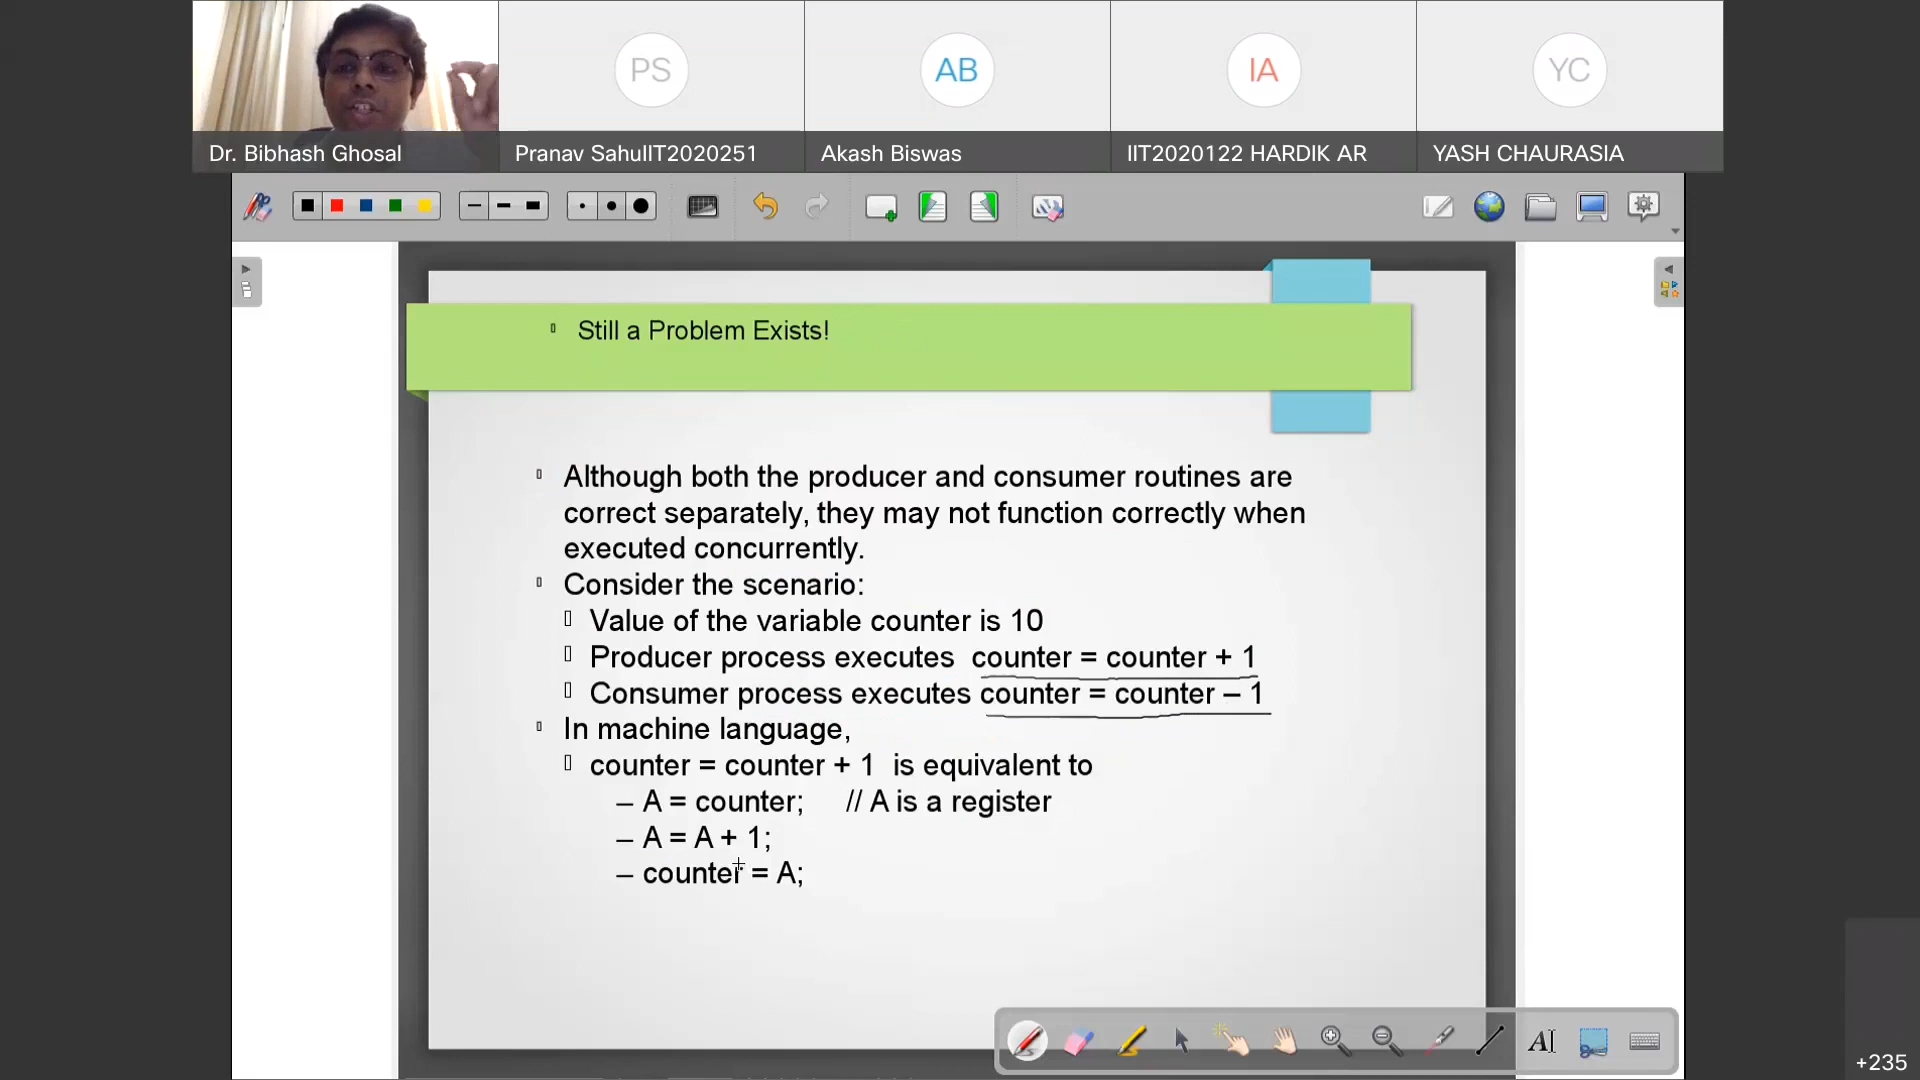 PS
AB
IA
YC
Dr. Bibhash Ghosal
Pranav SahuIIT2020251
Akash Biswas
IIT2020122 HARDIK AR
YASH CHAURASIA
Still a Problem Exists!
Although both the producer and consumer routines are
correct separately, they may not function correctly when
executed concurrently.
Consider the scenario:
Value of the variable counter is 10
Producer process executes counter = counter + 1
Consumer process executes counter = counter – 1
In machine language,
counter = counter + 1 is equivalent to
– A = counter; // A is a register
– A = A + 1;
– counter = A;
A
+235